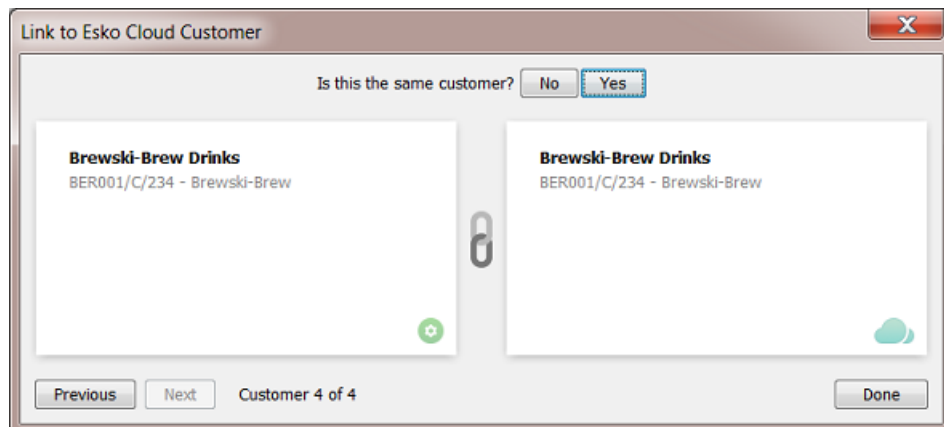 Link to Esko Cloud Customer
Is this the same customer? No Yes
Brewski-Brew Drinks
BER001/C/234 - Brewski-Brew
Brewski-Brew Drinks
BER001/C/234 - Brewski-Brew
Previous Next Customer 4 of 4 Done